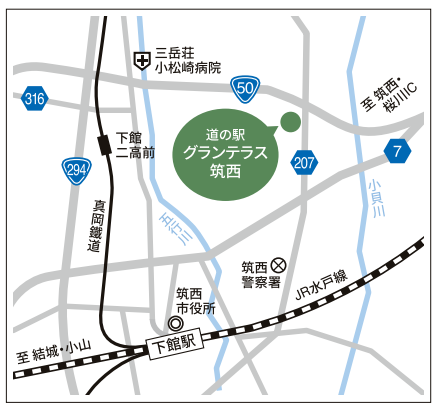 三岳荘
小松崎病院
50
至 筑西・
桜川IC
316
道の駅
グランテラス
筑西
下館
二高前
7
207
294
小貝川
真岡鐵道
五行川
筑西
警察署
JR水戸線
筑西
市役所
下館駅
至 結城・小山